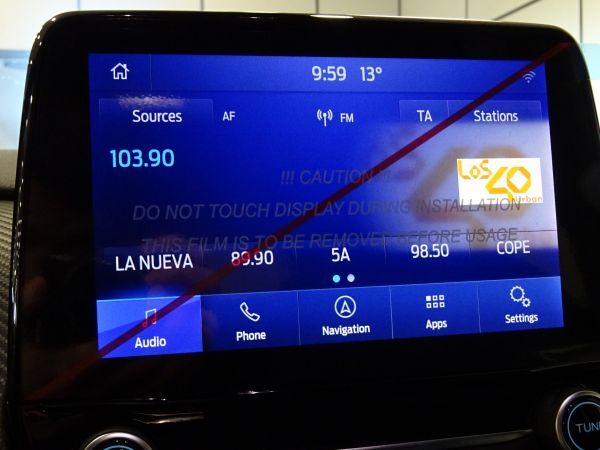 9:59 13°
Sources AF FM TA Stations
103.90
Los 40 urban
!!! CAUTION !!!
DO NOT TOUCH DISPLAY DURING INSTALLATION
THIS FILM IS TO BE REMOVED BEFORE USAGE
LA NUEVA 89.90 5A 98.50 COPE
Audio Phone Navigation Apps Settings
TUNE